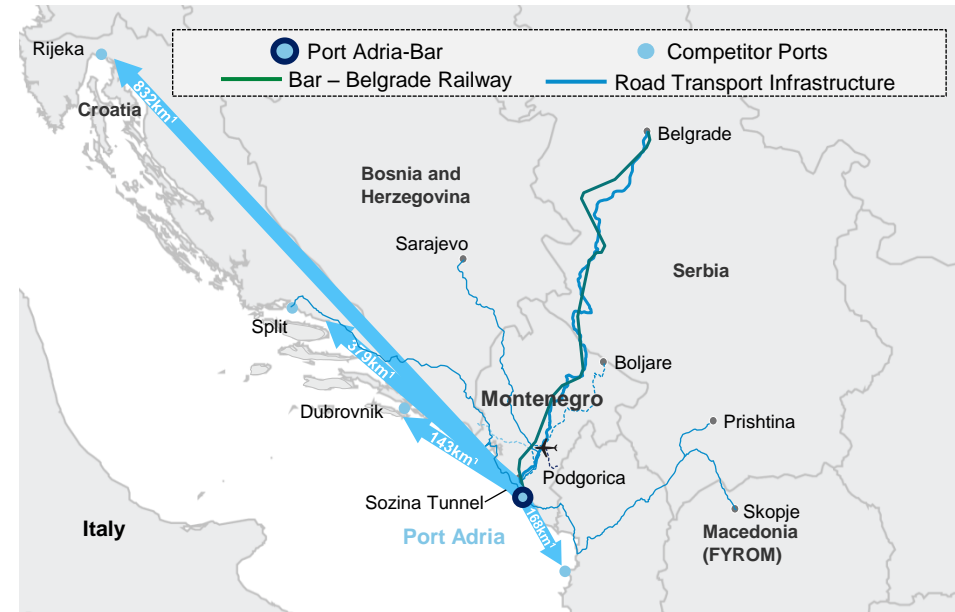 Port Adria-Bar
Competitor Ports
Bar – Belgrade Railway
Road Transport Infrastructure
Rijeka
832km¹
Croatia
Belgrade
Bosnia and
Herzegovina
Sarajevo
Serbia
Split
379km¹
Boljare
Montenegro
Dubrovnik
143km¹
Prishtina
Podgorica
Sozina Tunnel
Skopje
168km¹
Italy
Port Adria
Macedonia
(FYROM)